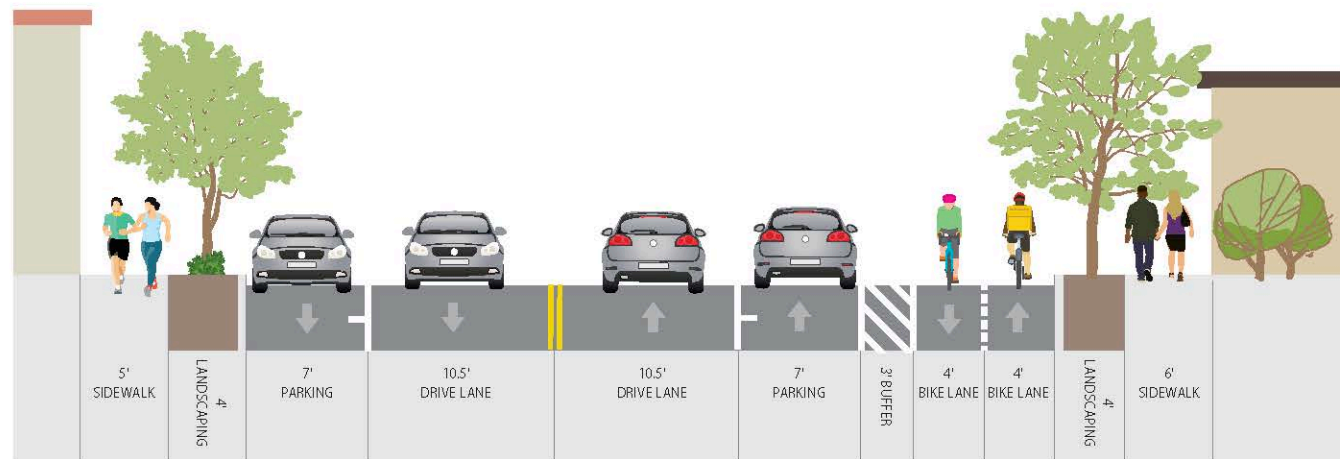 5'
SIDEWALK
4'
LANDSCAPING
7'
PARKING
10.5'
DRIVE LANE
10.5'
DRIVE LANE
7'
PARKING
3' BUFFER
4'
BIKE LANE
4'
BIKE LANE
4'
LANDSCAPING
6'
SIDEWALK